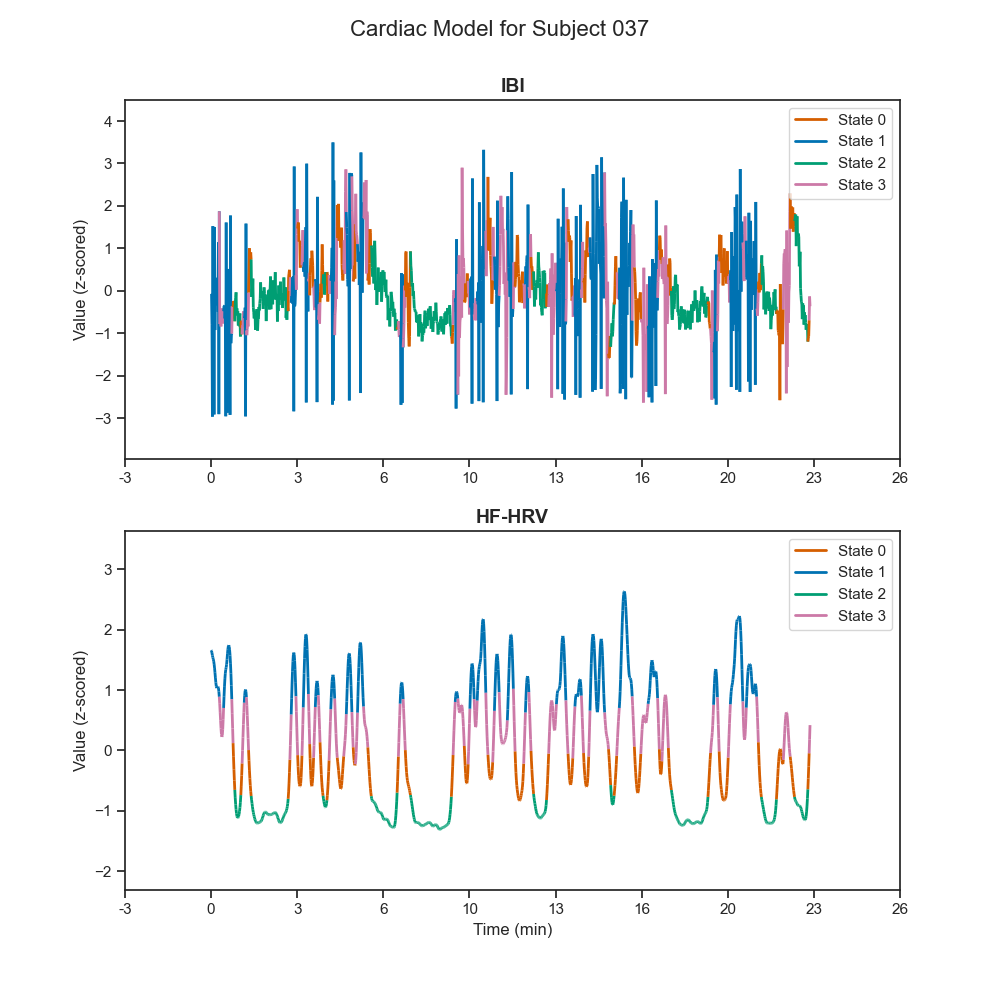 Cardiac Model for Subject 037
IBI
State 0
State 1
State 2
State 3
Value (z-scored)
4
3
2
1
0
−1
−2
−3
-3 0 3 6 10 13 16 20 23 26
HF-HRV
State 0
State 1
State 2
State 3
Value (z-scored)
3
2
1
0
−1
−2
-3 0 3 6 10 13 16 20 23 26
Time (min)